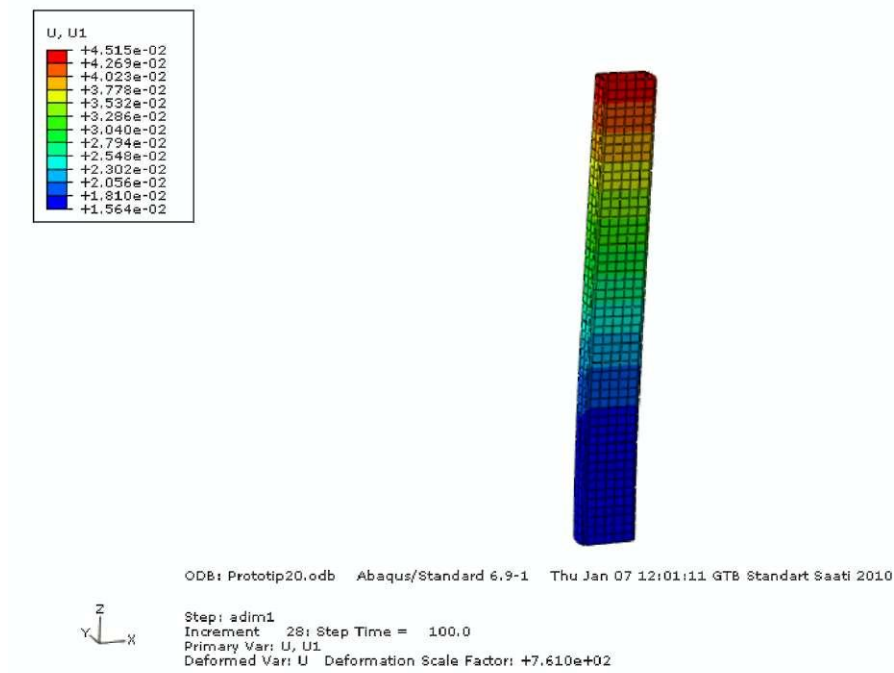 U, U1
+4.515e-02
+4.269e-02
+4.023e-02
+3.778e-02
+3.532e-02
+3.286e-02
+3.040e-02
+2.794e-02
+2.548e-02
+2.302e-02
+2.056e-02
+1.810e-02
+1.564e-02
ODB: Prototip20.odb Abaqus/Standard 6.9-1 Thu Jan 07 12:01:11 GTB Standart Saati 2010
Z
Y X
Step: adim1
Increment 28: Step Time = 100.0
Primary Var: U, U1
Deformed Var: U Deformation Scale Factor: +7.610e+02